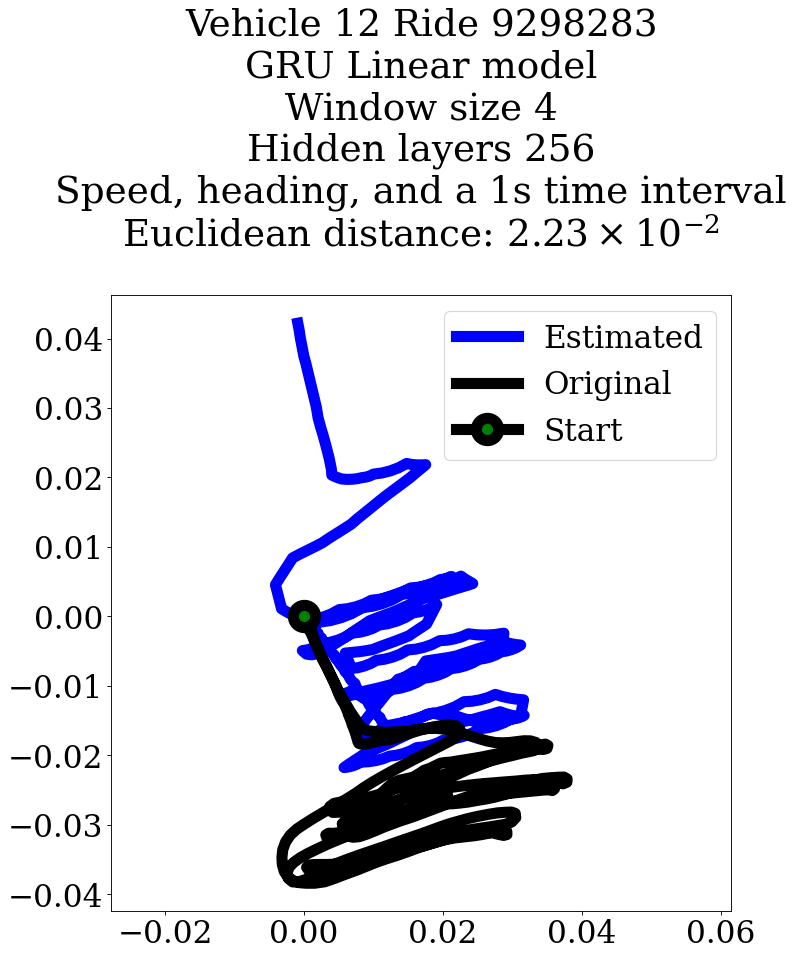 Vehicle 12 Ride 9298283
GRU Linear model
Window size 4
Hidden layers 256
Speed, heading, and a 1s time interval
Euclidean distance: 2.23 × 10⁻²
Estimated
Original
Start
0.04
0.03
0.02
0.01
0.00
−0.01
−0.02
−0.03
−0.04
−0.02 0.00 0.02 0.04 0.06